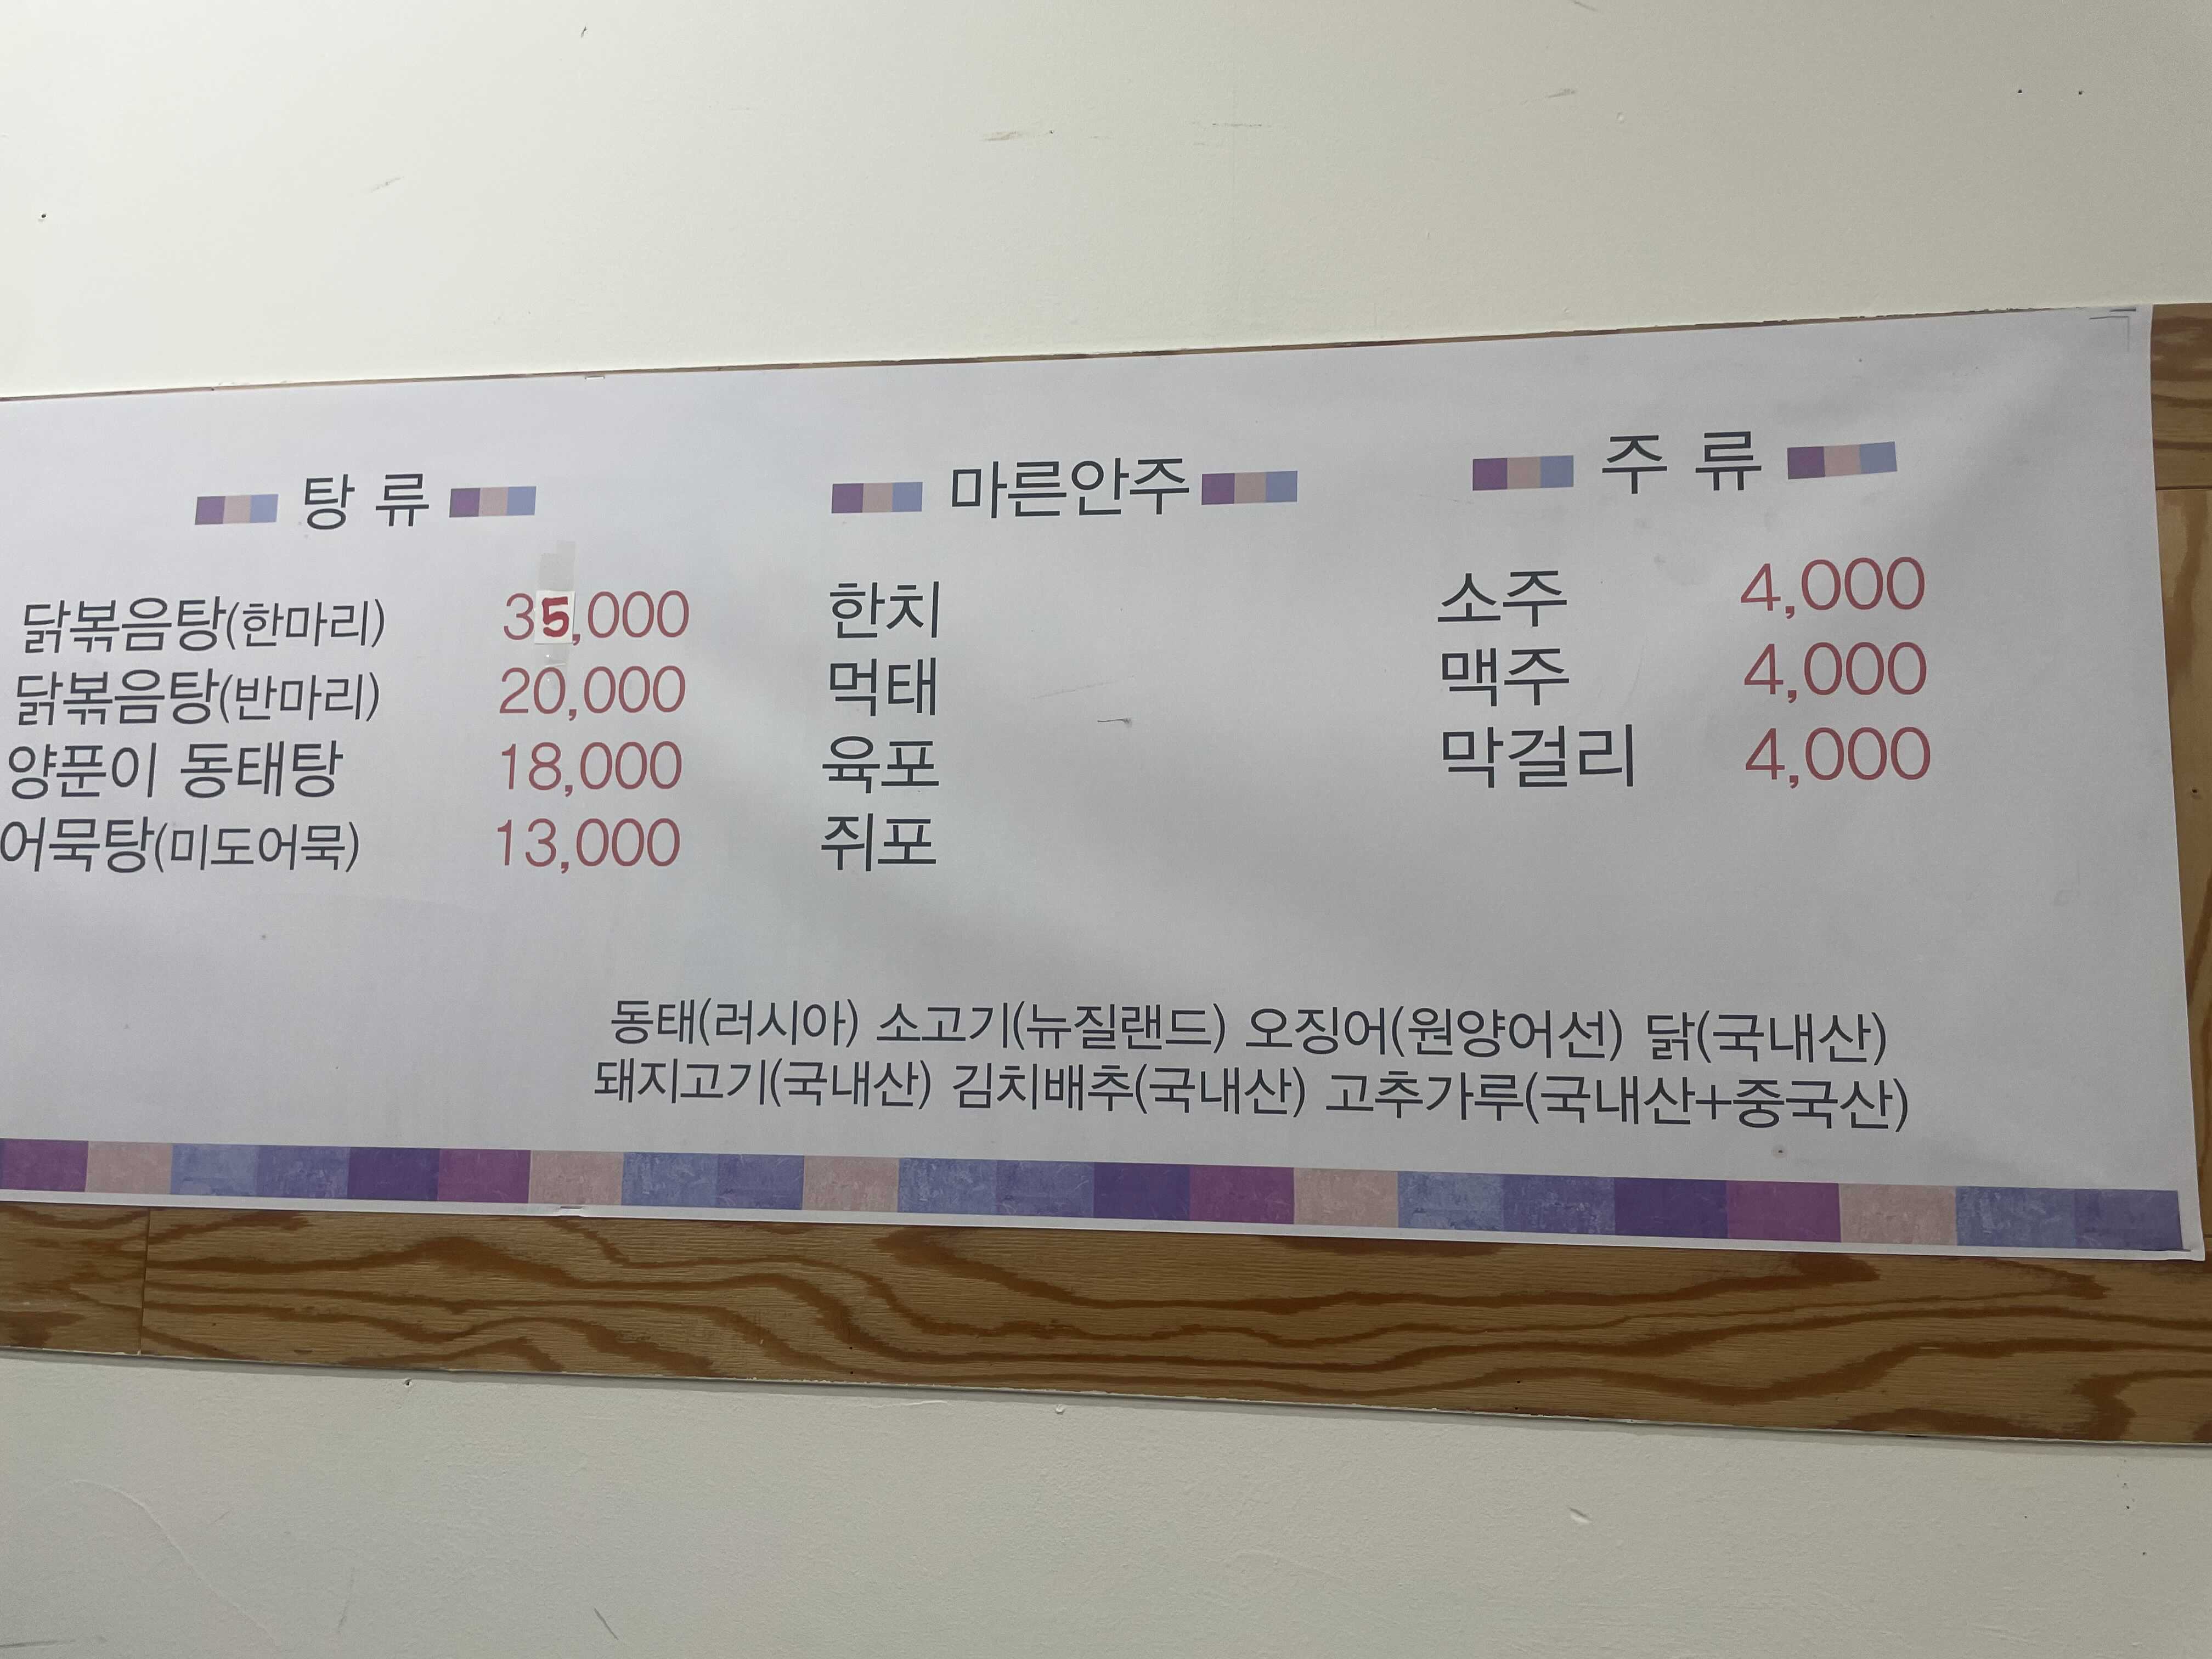 탕 류
닭볶음탕(한마리) 35,000
닭볶음탕(반마리) 20,000
양푼이 동태탕 18,000
어묵탕(미도어묵) 13,000
마른안주
한치
먹태
육포
쥐포
주 류
소주 4,000
맥주 4,000
막걸리 4,000
동태(러시아) 소고기(뉴질랜드) 오징어(원양어선) 닭(국내산)
돼지고기(국내산) 김치배추(국내산) 고추가루(국내산+중국산)